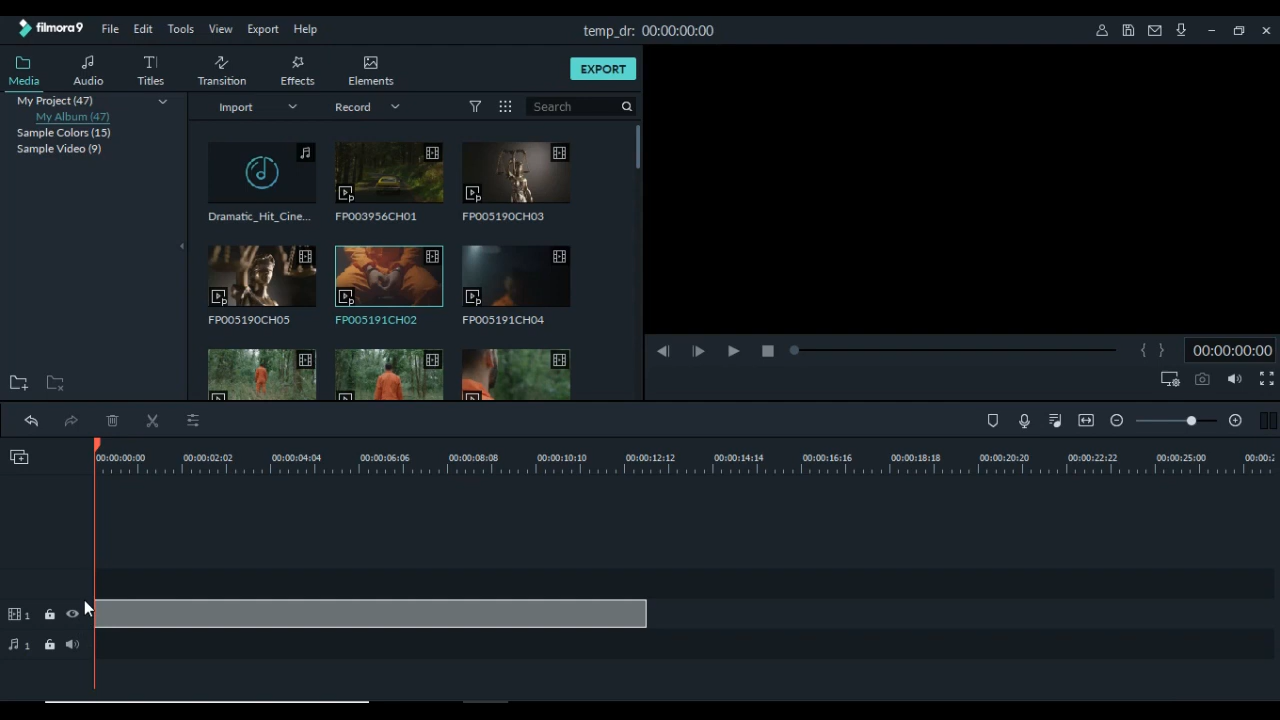 filmora9 File Edit Tools View Export Help temp_dr: 00:00:00:00
Media Audio Titles Transition Effects Elements EXPORT
My Project (47)
My Album (47)
Sample Colors (15)
Sample Video (9)
Import Record Search
Dramatic_Hit_Cine... FP003956CH01 FP005190CH03
FP005190CH05 FP005191CH02 FP005191CH04
{ } 00:00:00:00
00:00:00:00 00:00:02:02 00:00:04:04 00:00:06:06 00:00:08:08 00:00:10:10 00:00:12:12 00:00:14:14 00:00:16:16 00:00:18:18 00:00:20:20 00:00:22:22 00:00:25:00
1
1